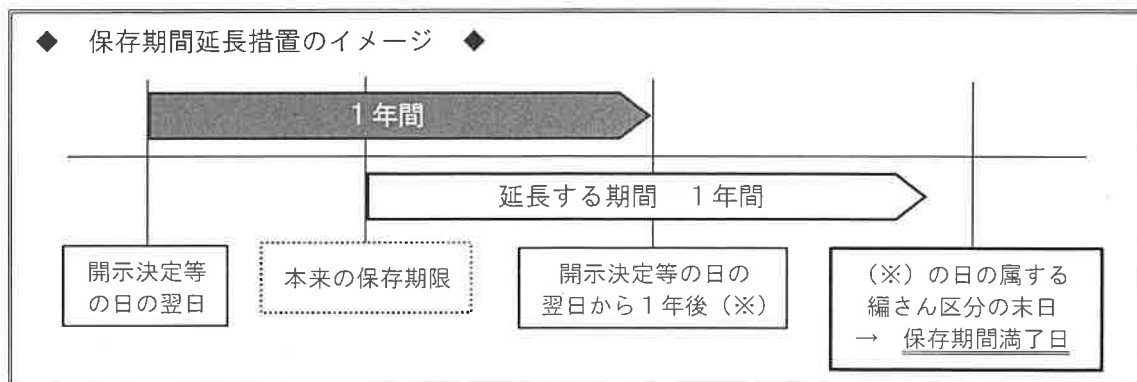 ◆ 保存期間延長措置のイメージ ◆
１年間
延長する期間 １年間
開示決定等
の日の翌日
本来の保存期限
開示決定等の日の
翌日から１年後（※）
（※）の日の属する
編さん区分の末日
→ 保存期間満了日